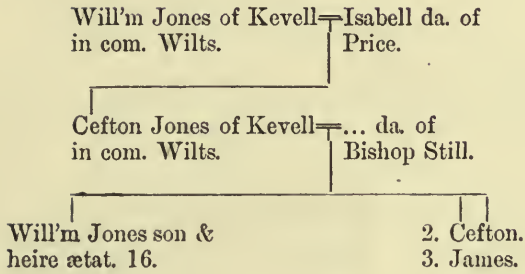 Will'm Jones of Kevell=Isabell da. of
in com. Wilts. Price.
Cefton Jones of Kevell=... da. of
in com. Wilts. Bishop Still.
Will'm Jones son & 2. Cefton.
heire ætat. 16. 3. James.